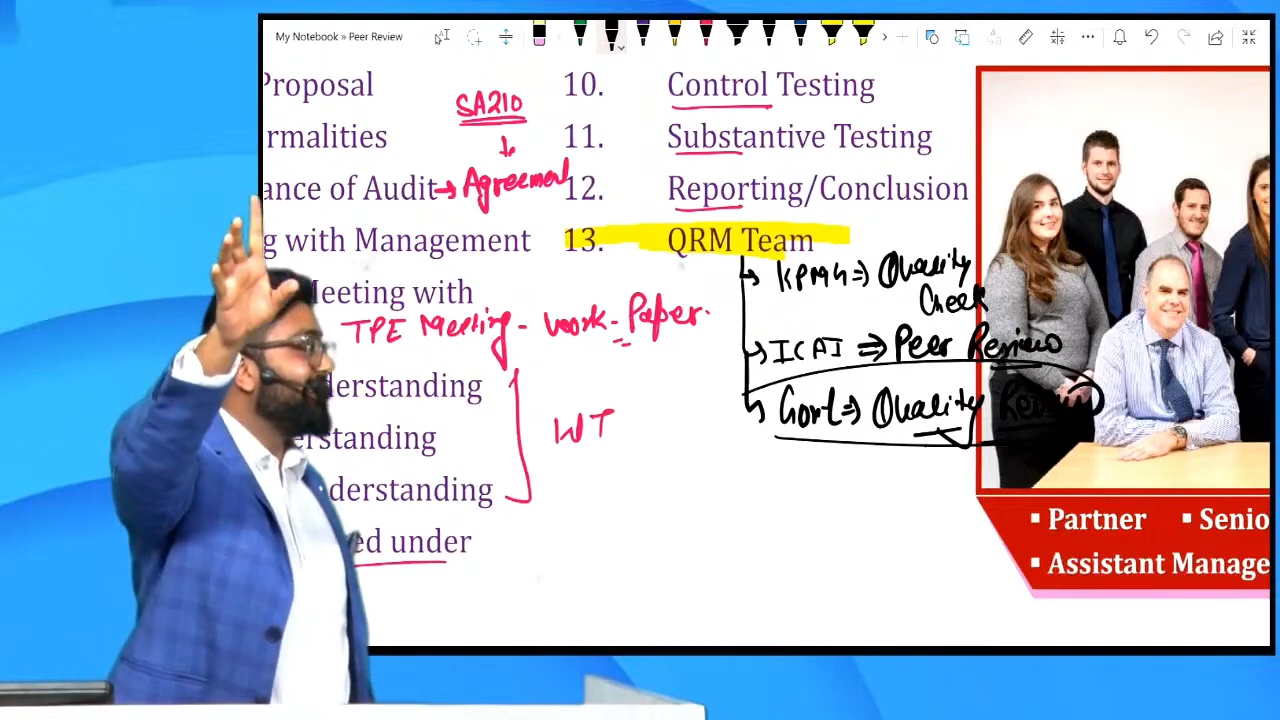 My Notebook » Peer Review
Proposal
rmalities
ance of Audit → Agreement
SA210
g with Management
Meeting with
TPE Meeting - Work - Paper.
derstanding
erstanding
derstanding
WT
ed under
10. Control Testing
11. Substantive Testing
12. Reporting/Conclusion
13. QRM Team
KPMG ⇒ Quality
Check
ICAI ⇒ Peer Review
Govt ⇒ Quality Review
▪ Partner ▪ Senio
▪ Assistant Manage